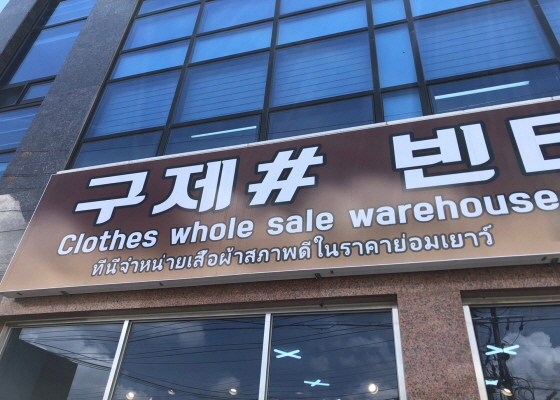 구제# 빈티
Clothes whole sale warehouse
ที่นี่จำหน่ายเสื้อผ้าสภาพดีในราคาย่อมเยาว์